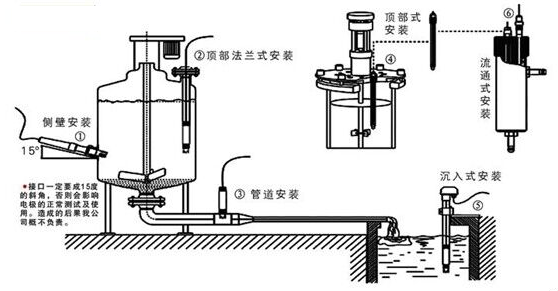 ②顶部法兰式安装
顶部式
安装
④
⑥
流通式安装
侧壁安装
①
15°
*接口一定要成15度
的斜角，否则会影响
电极的正常测试及使
用。造成的后果我公
司概不负责。
③管道安装
沉入式安装
⑤